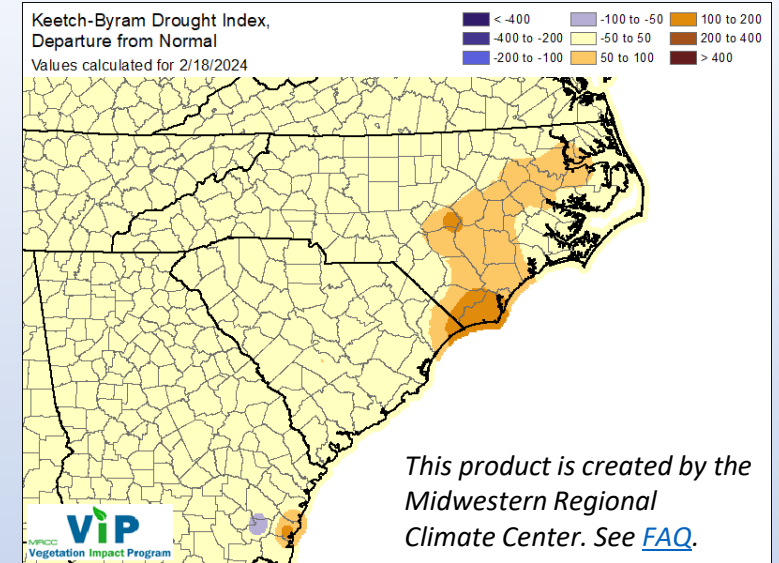 Keetch-Byram Drought Index,
Departure from Normal
Values calculated for 2/18/2024
< -400
-400 to -200
-200 to -100
-100 to -50
-50 to 50
50 to 100
100 to 200
200 to 400
> 400
This product is created by the
Midwestern Regional
Climate Center. See FAQ.
MRCC ViP
Vegetation Impact Program